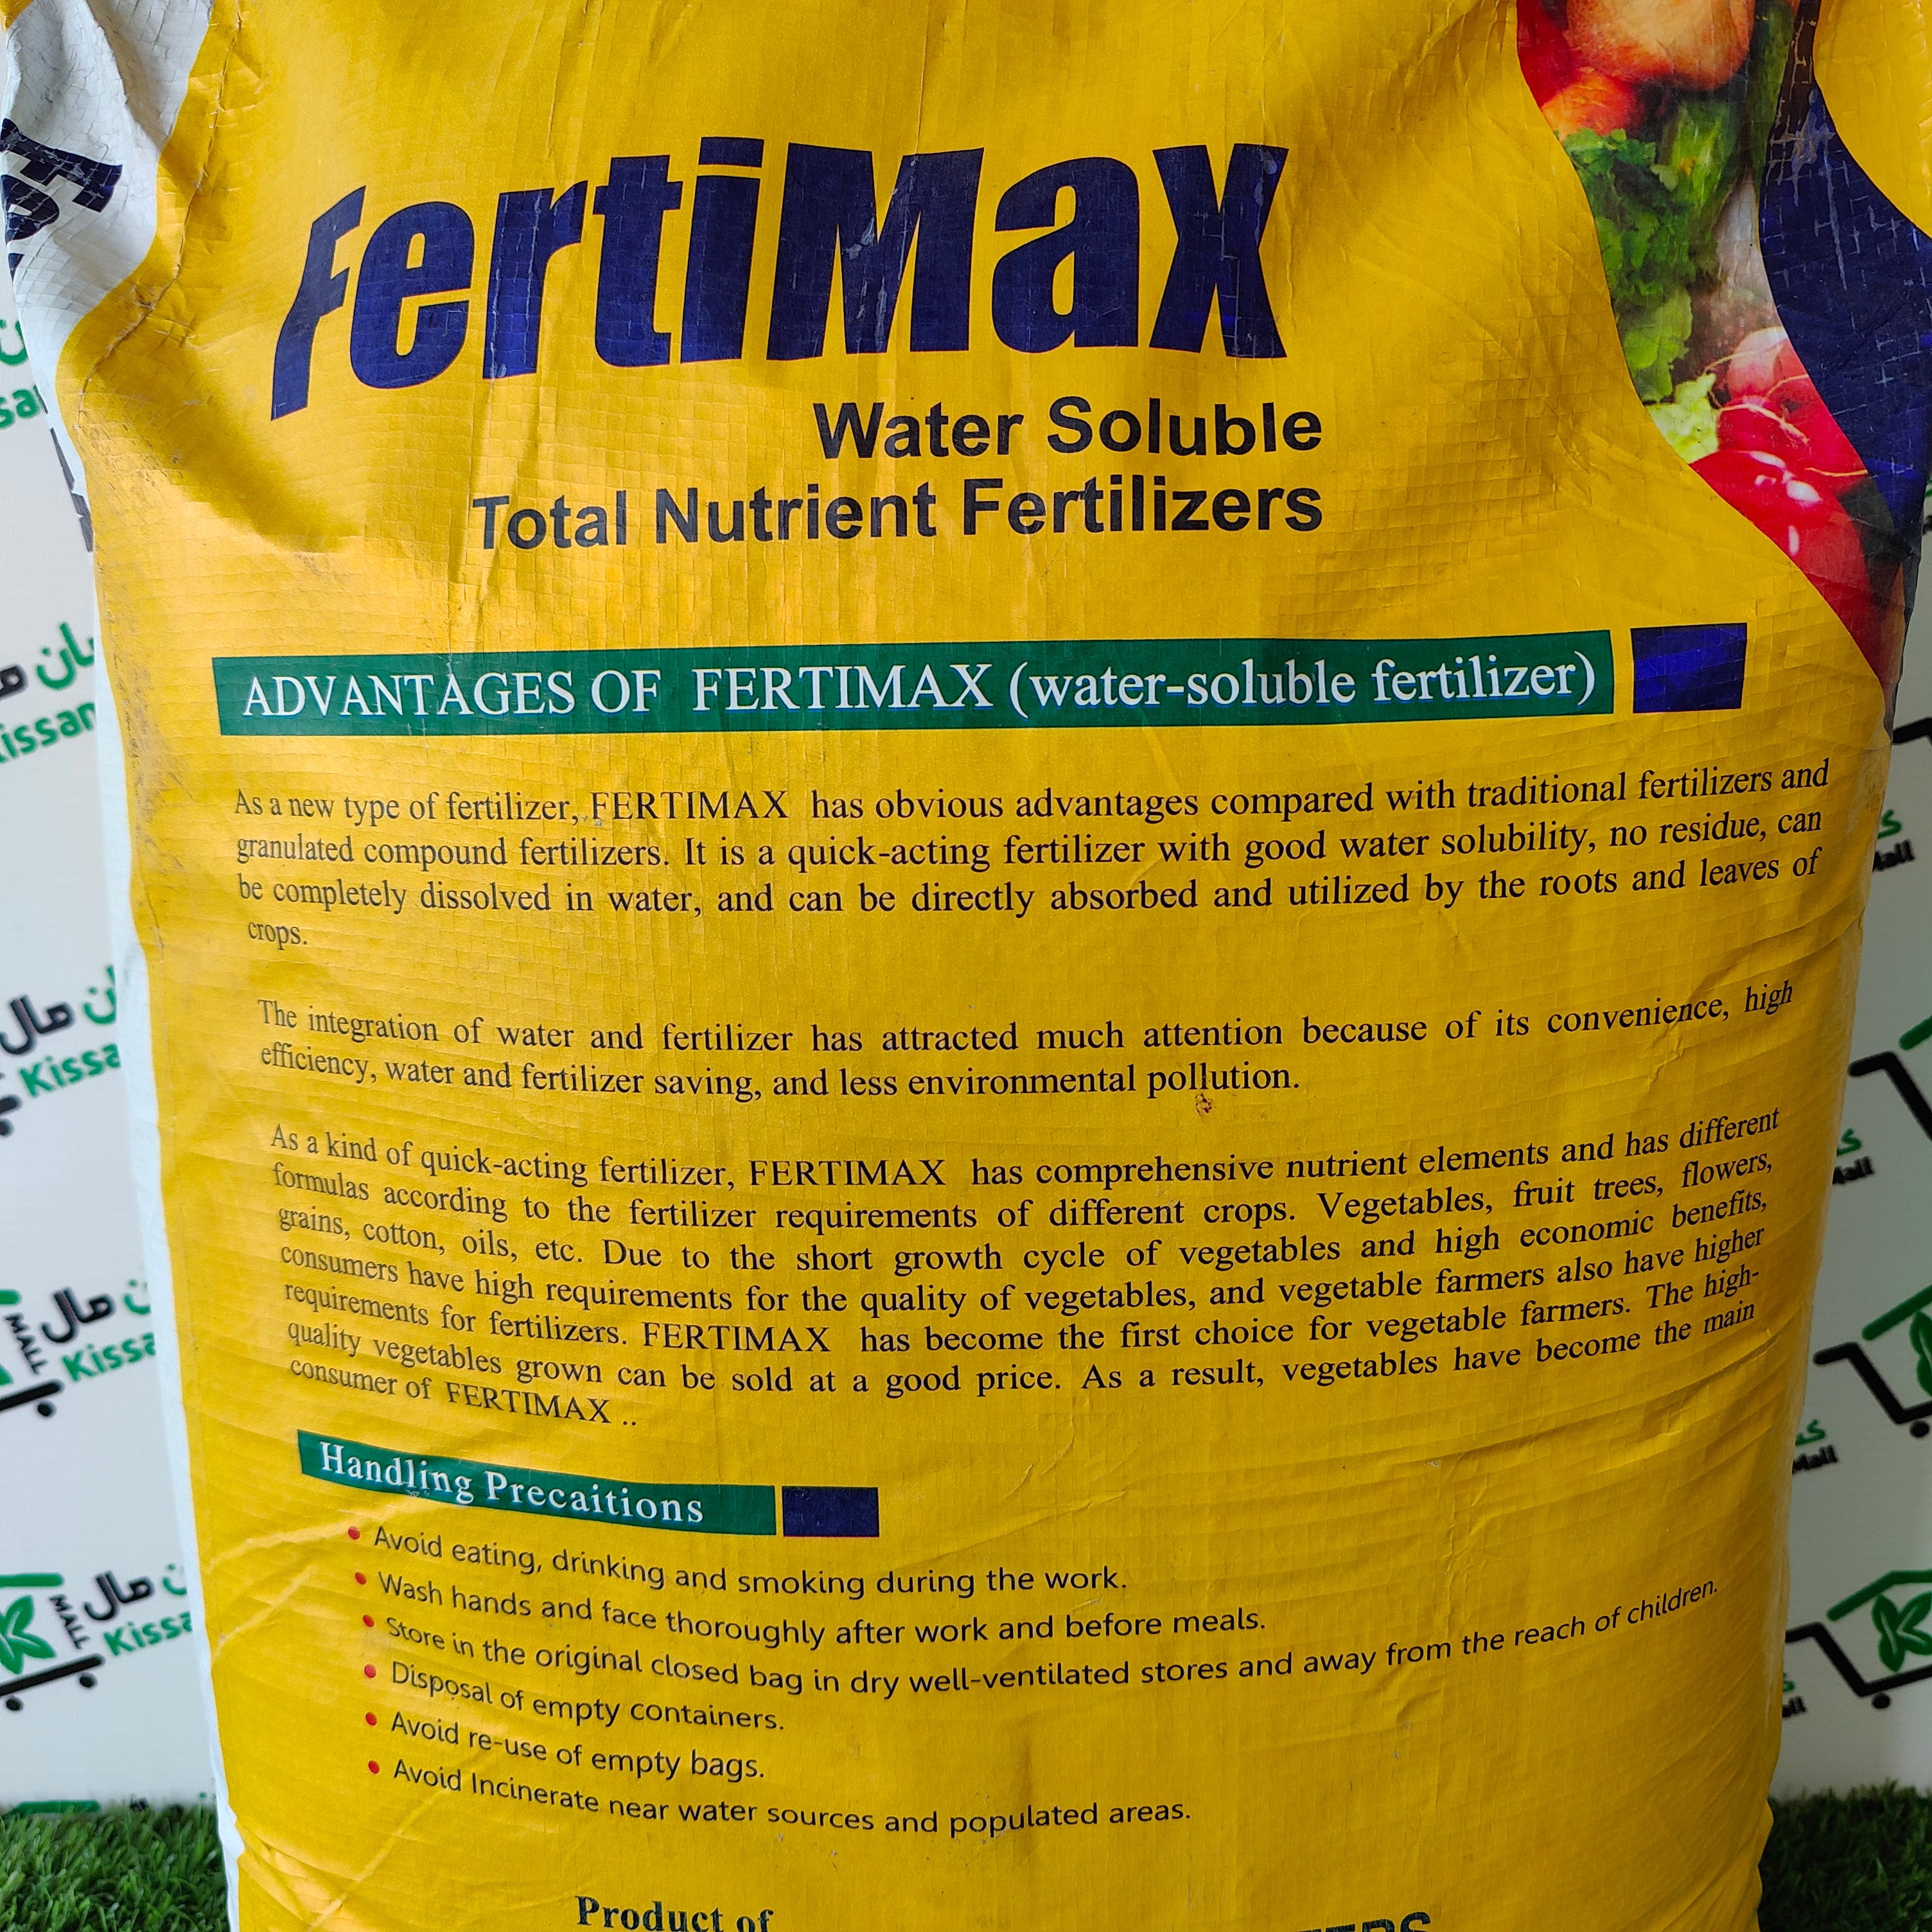 FertiMax
Water Soluble
Total Nutrient Fertilizers
ADVANTAGES OF FERTIMAX (water-soluble fertilizer)
As a new type of fertilizer, FERTIMAX has obvious advantages compared with traditional fertilizers and
granulated compound fertilizers. It is a quick-acting fertilizer with good water solubility, no residue, can
be completely dissolved in water, and can be directly absorbed and utilized by the roots and leaves of
crops.
The integration of water and fertilizer has attracted much attention because of its convenience, high
efficiency, water and fertilizer saving, and less environmental pollution.
As a kind of quick-acting fertilizer, FERTIMAX has comprehensive nutrient elements and has different
formulas according to the fertilizer requirements of different crops. Vegetables, fruit trees, flowers,
grains, cotton, oils, etc. Due to the short growth cycle of vegetables and high economic benefits,
consumers have high requirements for the quality of vegetables, and vegetable farmers also have higher
requirements for fertilizers. FERTIMAX has become the first choice for vegetable farmers. The high-
quality vegetables grown can be sold at a good price. As a result, vegetables have become the main
consumer of FERTIMAX ..
Handling Precaitions
• Avoid eating, drinking and smoking during the work.
• Wash hands and face thoroughly after work and before meals.
• Store in the original closed bag in dry well-ventilated stores and away from the reach of children.
• Disposal of empty containers.
• Avoid re-use of empty bags.
• Avoid Incinerate near water sources and populated areas.
Product of
مال
Kissa
مال
MALL
Kissa
مال
MALL
Kissa